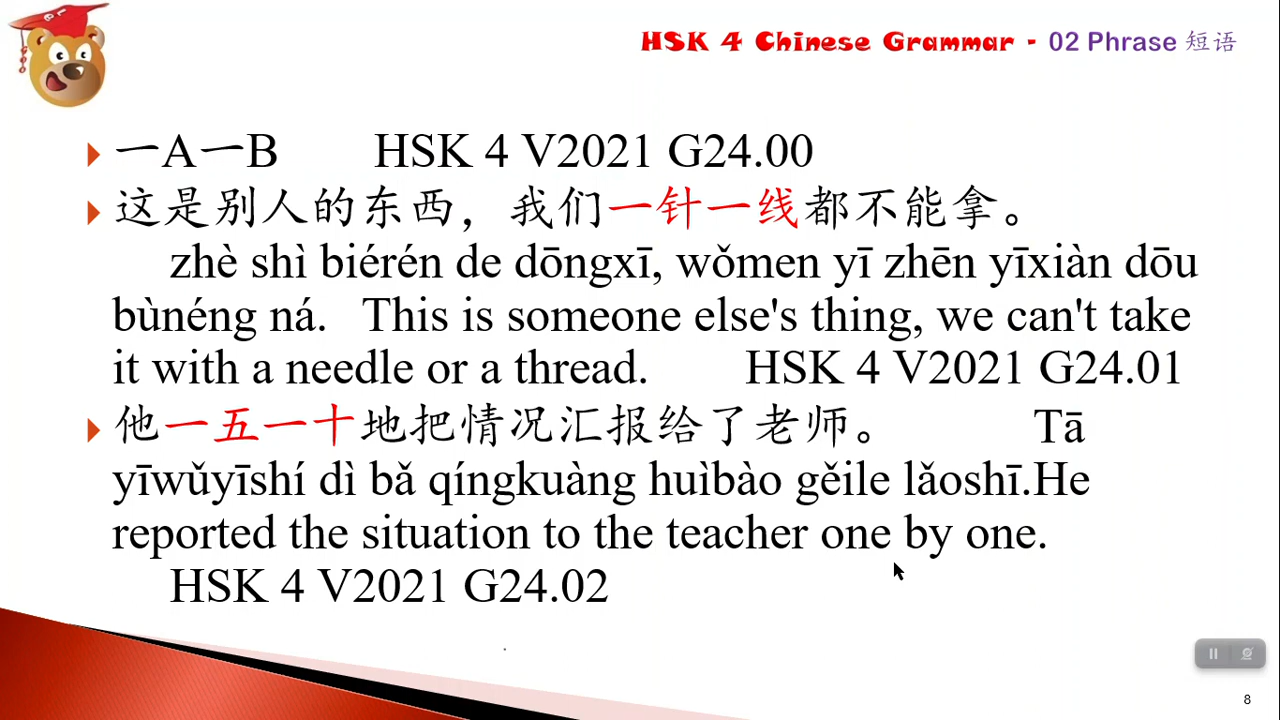 HSK 4 Chinese Grammar - 02 Phrase 短语
一A一B HSK 4 V2021 G24.00
这是别人的东西，我们一针一线都不能拿。
zhè shì biérén de dōngxī, wǒmen yī zhēn yīxiàn dōu
bùnéng ná. This is someone else's thing, we can't take
it with a needle or a thread. HSK 4 V2021 G24.01
他一五一十地把情况汇报给了老师。 Tā
yīwǔyīshí dì bǎ qíngkuàng huìbào gěile lǎoshī.He
reported the situation to the teacher one by one.
HSK 4 V2021 G24.02
8